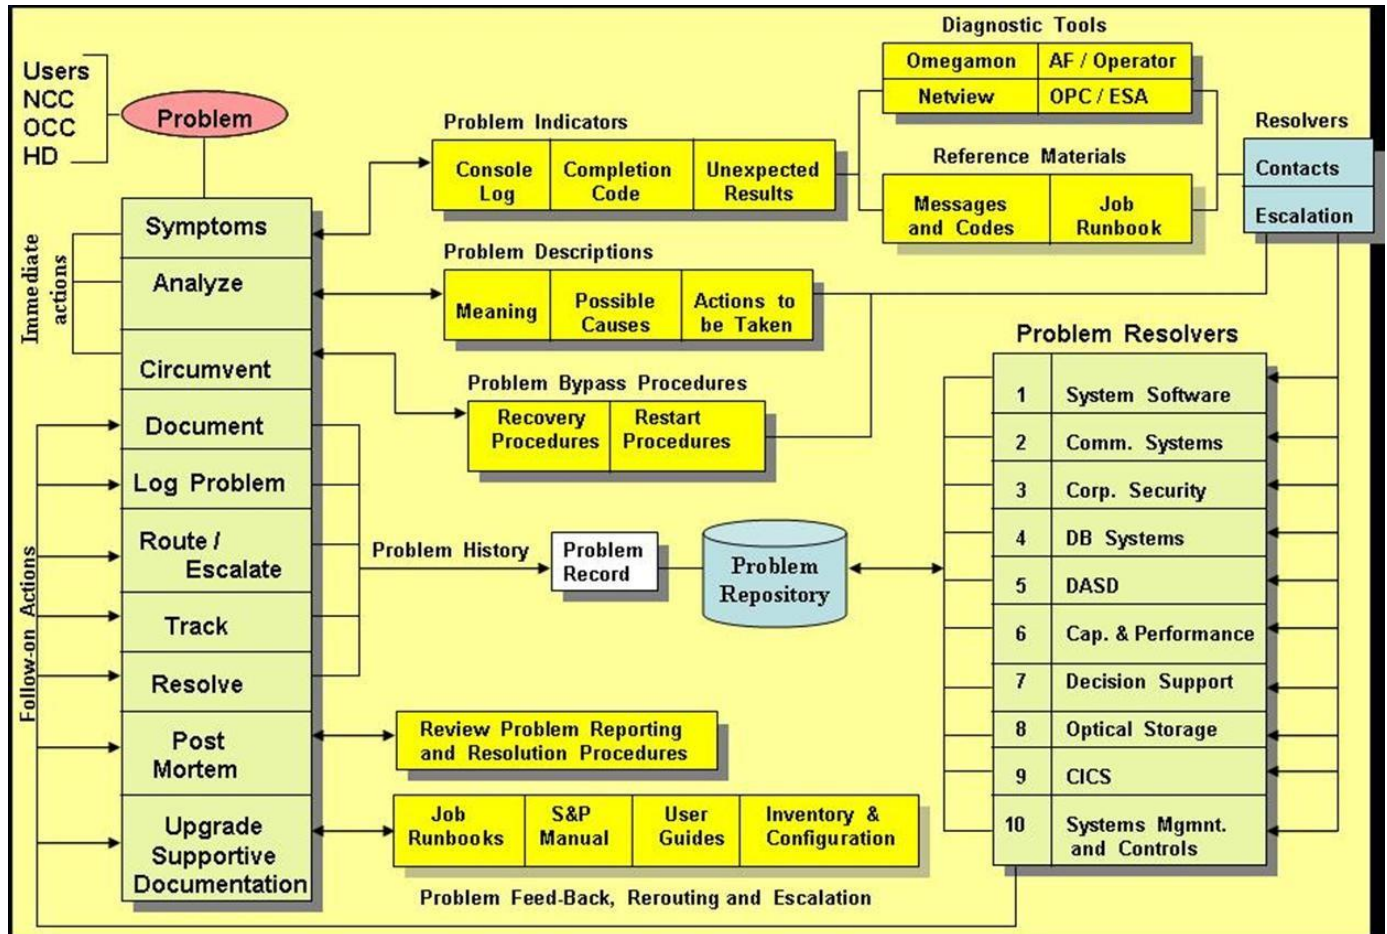 Users
NCC
OCC
HD
Problem
Immediate
actions
Follow-on Actions
Symptoms
Analyze
Circumvent
Document
Log Problem
Route /
Escalate
Track
Resolve
Post
Mortem
Upgrade
Supportive
Documentation
Problem Indicators
Console
Log
Completion
Code
Unexpected
Results
Diagnostic Tools
Omegamon
AF / Operator
Netview
OPC / ESA
Reference Materials
Messages
and Codes
Job
Runbook
Resolvers
Contacts
Escalation
Problem Descriptions
Meaning
Possible
Causes
Actions to
be Taken
Problem Bypass Procedures
Recovery
Procedures
Restart
Procedures
Problem History
Problem
Record
Problem
Repository
Problem Resolvers
1 System Software
2 Comm. Systems
3 Corp. Security
4 DB Systems
5 DASD
6 Cap. & Performance
7 Decision Support
8 Optical Storage
9 CICS
10 Systems Mgmnt.
and Controls
Review Problem Reporting
and Resolution Procedures
Job
Runbooks
S&P
Manual
User
Guides
Inventory &
Configuration
Problem Feed-Back, Rerouting and Escalation